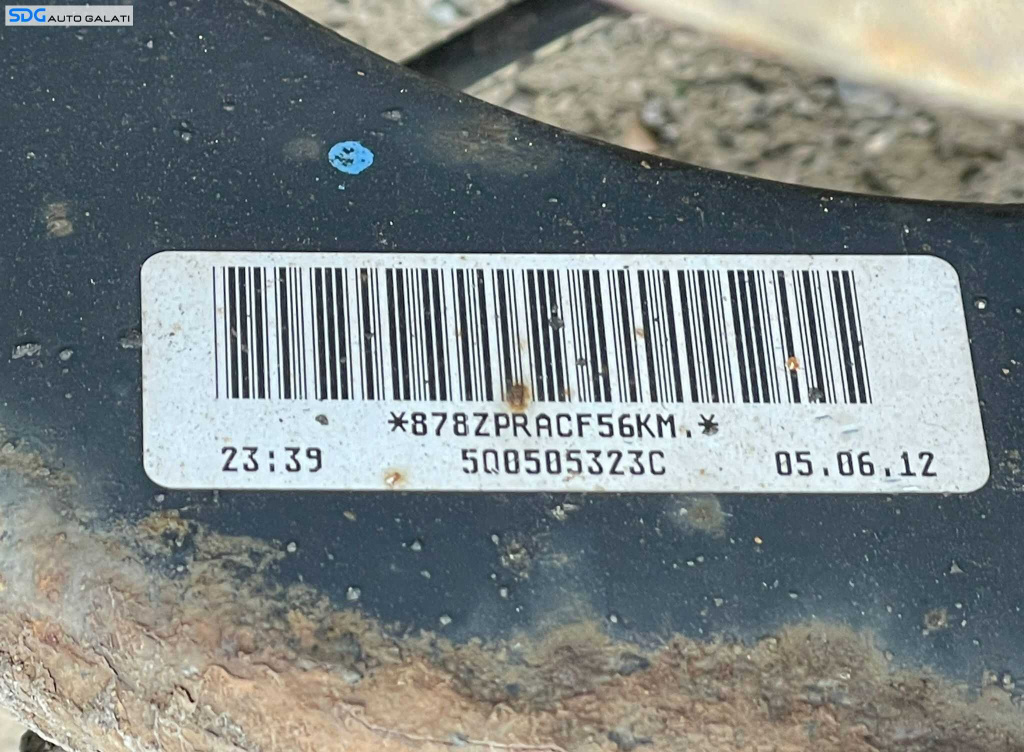 SDG AUTO GALATI
*878ZPRACF56KM.*
23:39 5Q0505323C 05.06.12